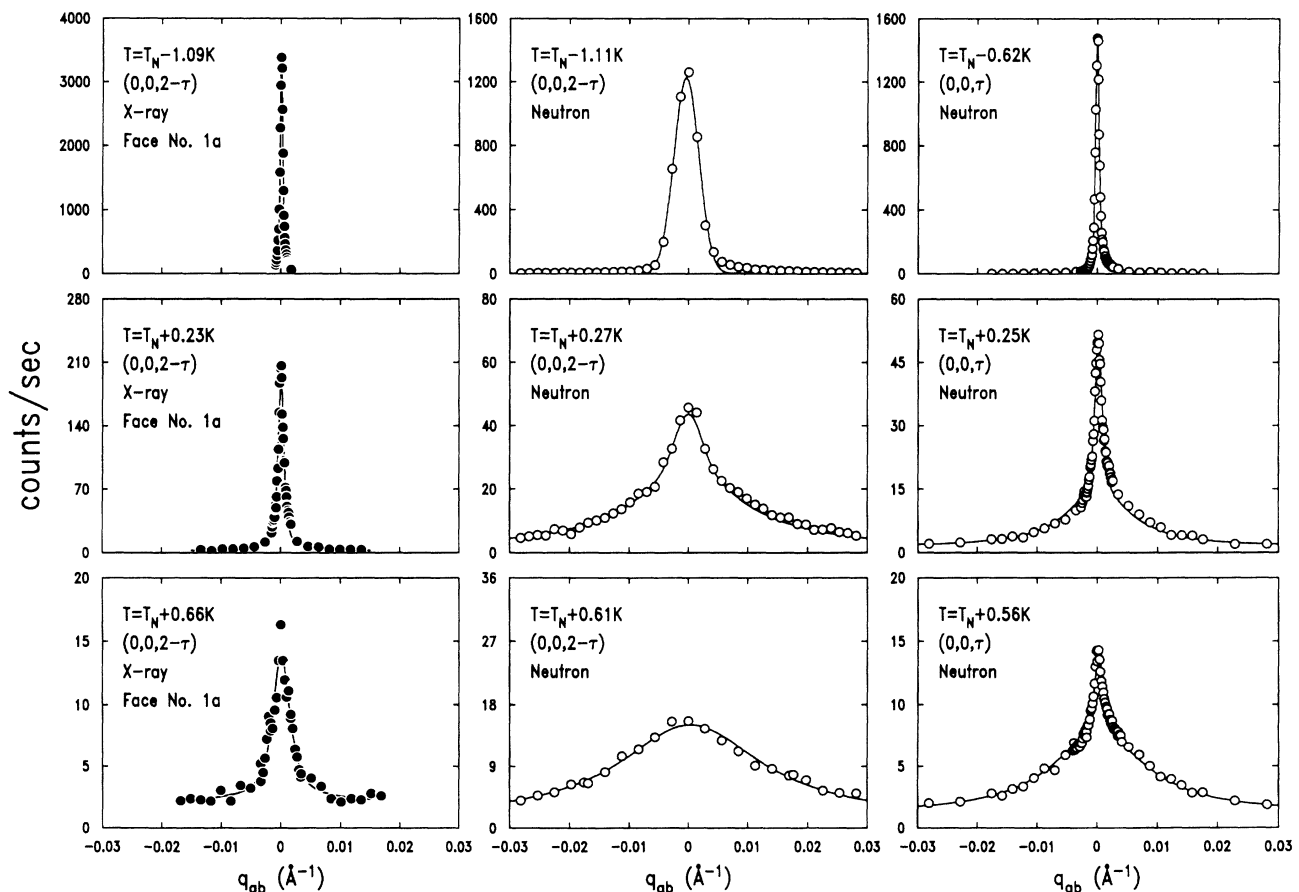 counts/sec
4000
3000
2000
1000
0
T=T_N−1.09K
(0,0,2−τ)
X−ray
Face No. 1a
1600
1200
800
400
0
T=T_N−1.11K
(0,0,2−τ)
Neutron
1600
1200
800
400
0
T=T_N−0.62K
(0,0,τ)
Neutron
280
210
140
70
0
T=T_N+0.23K
(0,0,2−τ)
X−ray
Face No. 1a
80
60
40
20
0
T=T_N+0.27K
(0,0,2−τ)
Neutron
60
45
30
15
0
T=T_N+0.25K
(0,0,τ)
Neutron
20
15
10
5
0
T=T_N+0.66K
(0,0,2−τ)
X−ray
Face No. 1a
36
27
18
9
0
T=T_N+0.61K
(0,0,2−τ)
Neutron
20
15
10
5
0
T=T_N+0.56K
(0,0,τ)
Neutron
−0.03 −0.02 −0.01 0 0.01 0.02 0.03
−0.02 −0.01 0 0.01 0.02 0.03
−0.02 −0.01 0 0.01 0.02 0.03
q_ab (Å⁻¹)
q_ab (Å⁻¹)
q_ab (Å⁻¹)